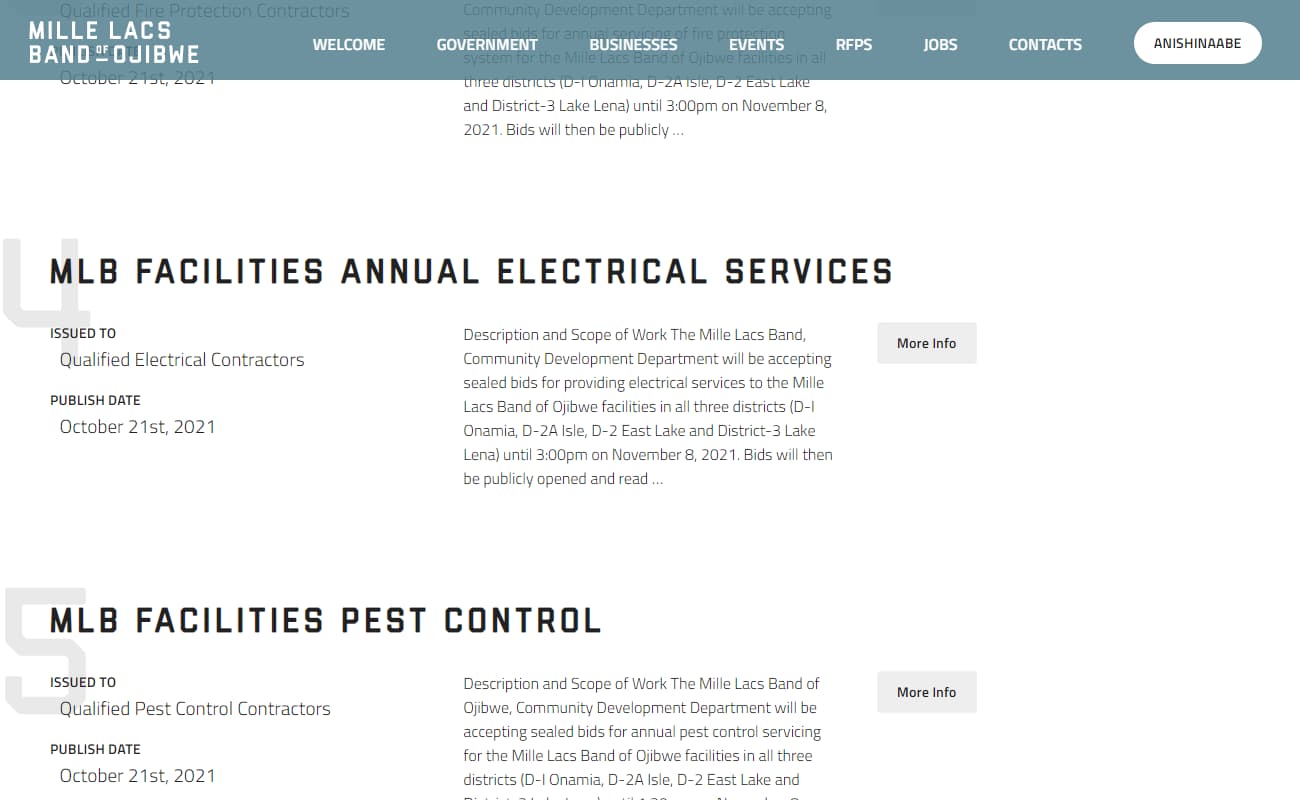 MILLE LACS
BAND OF OJIBWE
WELCOME
GOVERNMENT
BUSINESSES
EVENTS
RFPS
JOBS
CONTACTS
ANISHINAABE
Qualified Fire Protection Contractors
October 21st, 2021
Community Development Department will be accepting
sealed bids for annual servicing of fire protection
system for the Mille Lacs Band of Ojibwe facilities in all
three districts (D-I Onamia, D-2A Isle, D-2 East Lake
and District-3 Lake Lena) until 3:00pm on November 8,
2021. Bids will then be publicly …
4
MLB FACILITIES ANNUAL ELECTRICAL SERVICES
ISSUED TO
Qualified Electrical Contractors
PUBLISH DATE
October 21st, 2021
Description and Scope of Work The Mille Lacs Band,
Community Development Department will be accepting
sealed bids for providing electrical services to the Mille
Lacs Band of Ojibwe facilities in all three districts (D-I
Onamia, D-2A Isle, D-2 East Lake and District-3 Lake
Lena) until 3:00pm on November 8, 2021. Bids will then
be publicly opened and read …
More Info
5
MLB FACILITIES PEST CONTROL
ISSUED TO
Qualified Pest Control Contractors
PUBLISH DATE
October 21st, 2021
Description and Scope of Work The Mille Lacs Band of
Ojibwe, Community Development Department will be
accepting sealed bids for annual pest control servicing
for the Mille Lacs Band of Ojibwe facilities in all three
districts (D-I Onamia, D-2A Isle, D-2 East Lake and
More Info